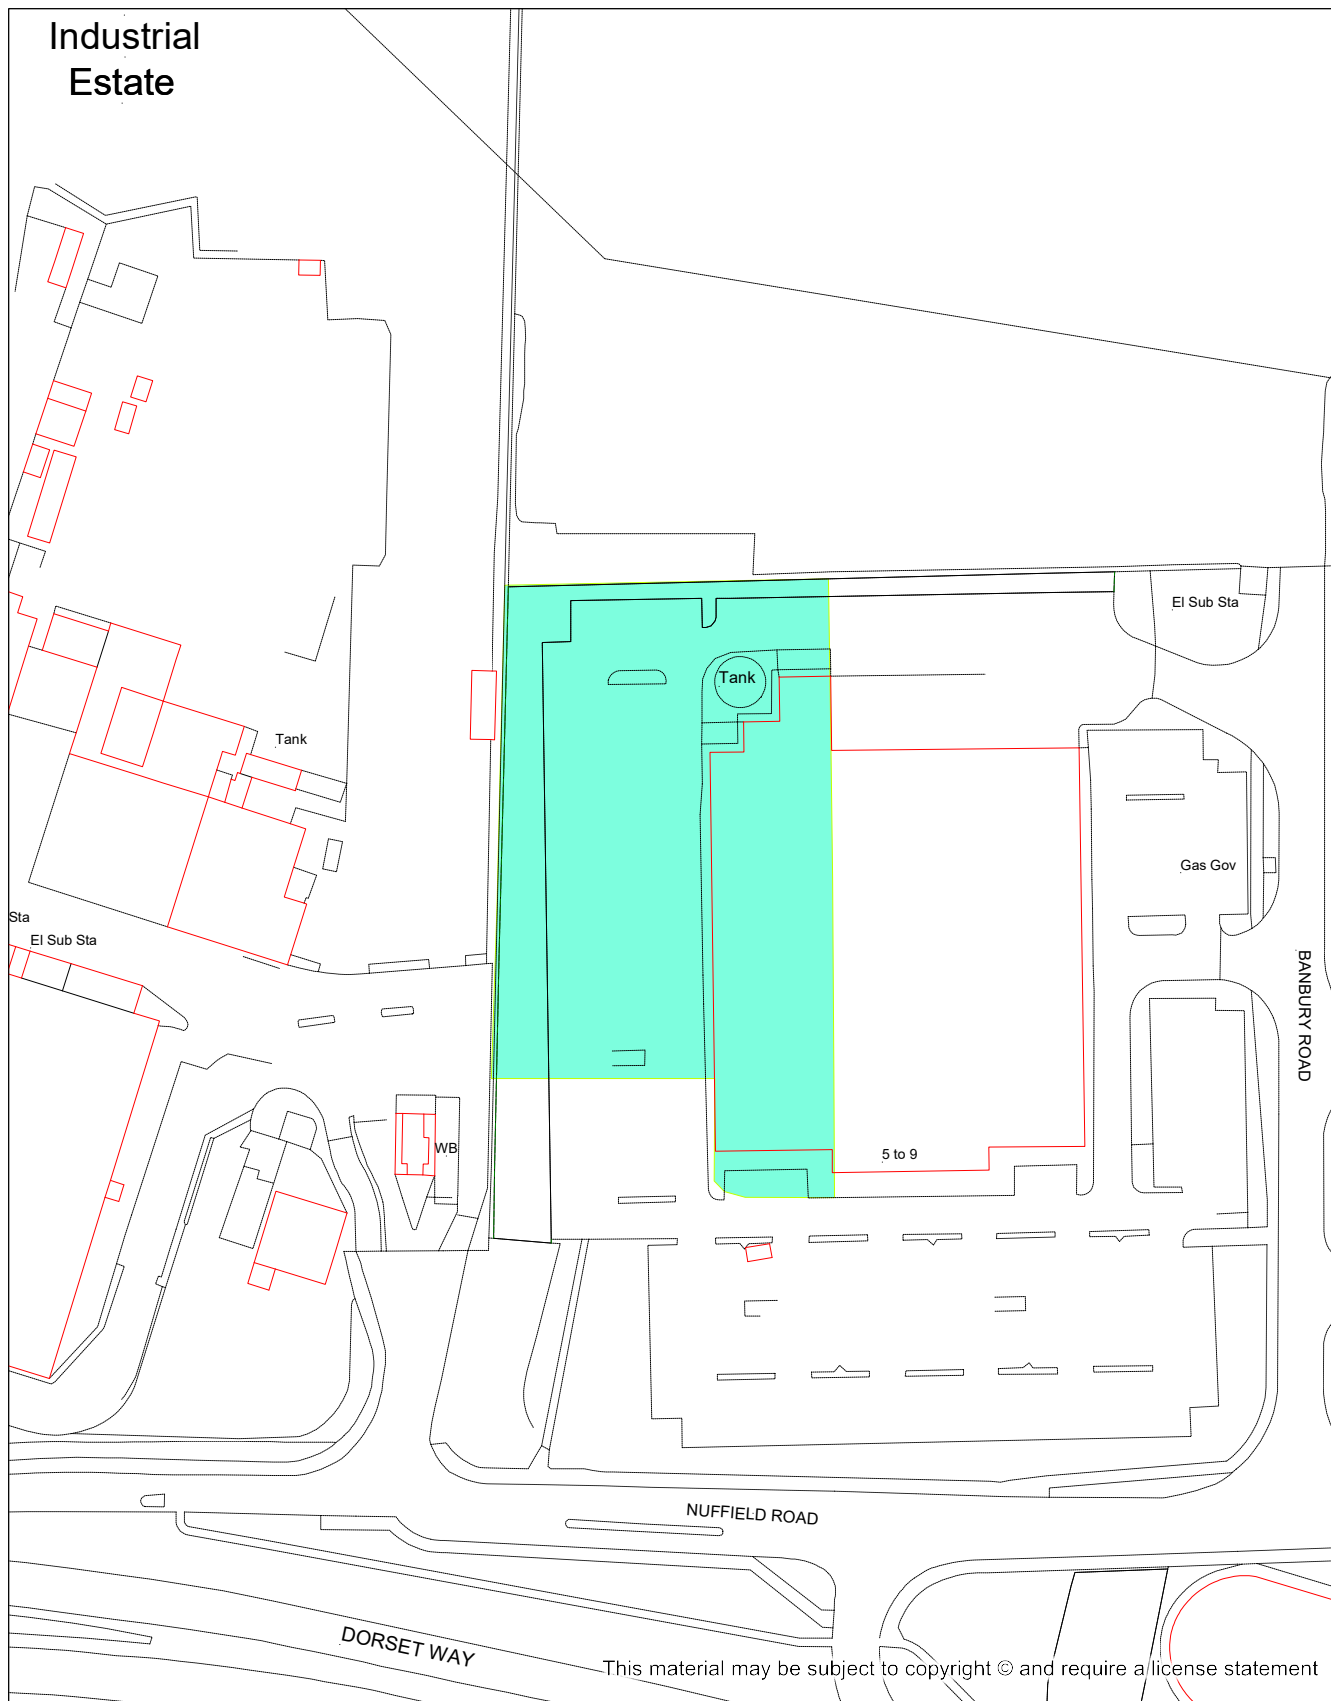 Industrial
Estate
El Sub Sta
Tank
Tank
Gas Gov
Sta
El Sub Sta
BANBURY ROAD
WB
5 to 9
NUFFIELD ROAD
DORSET WAY
This material may be subject to copyright © and require a license statement